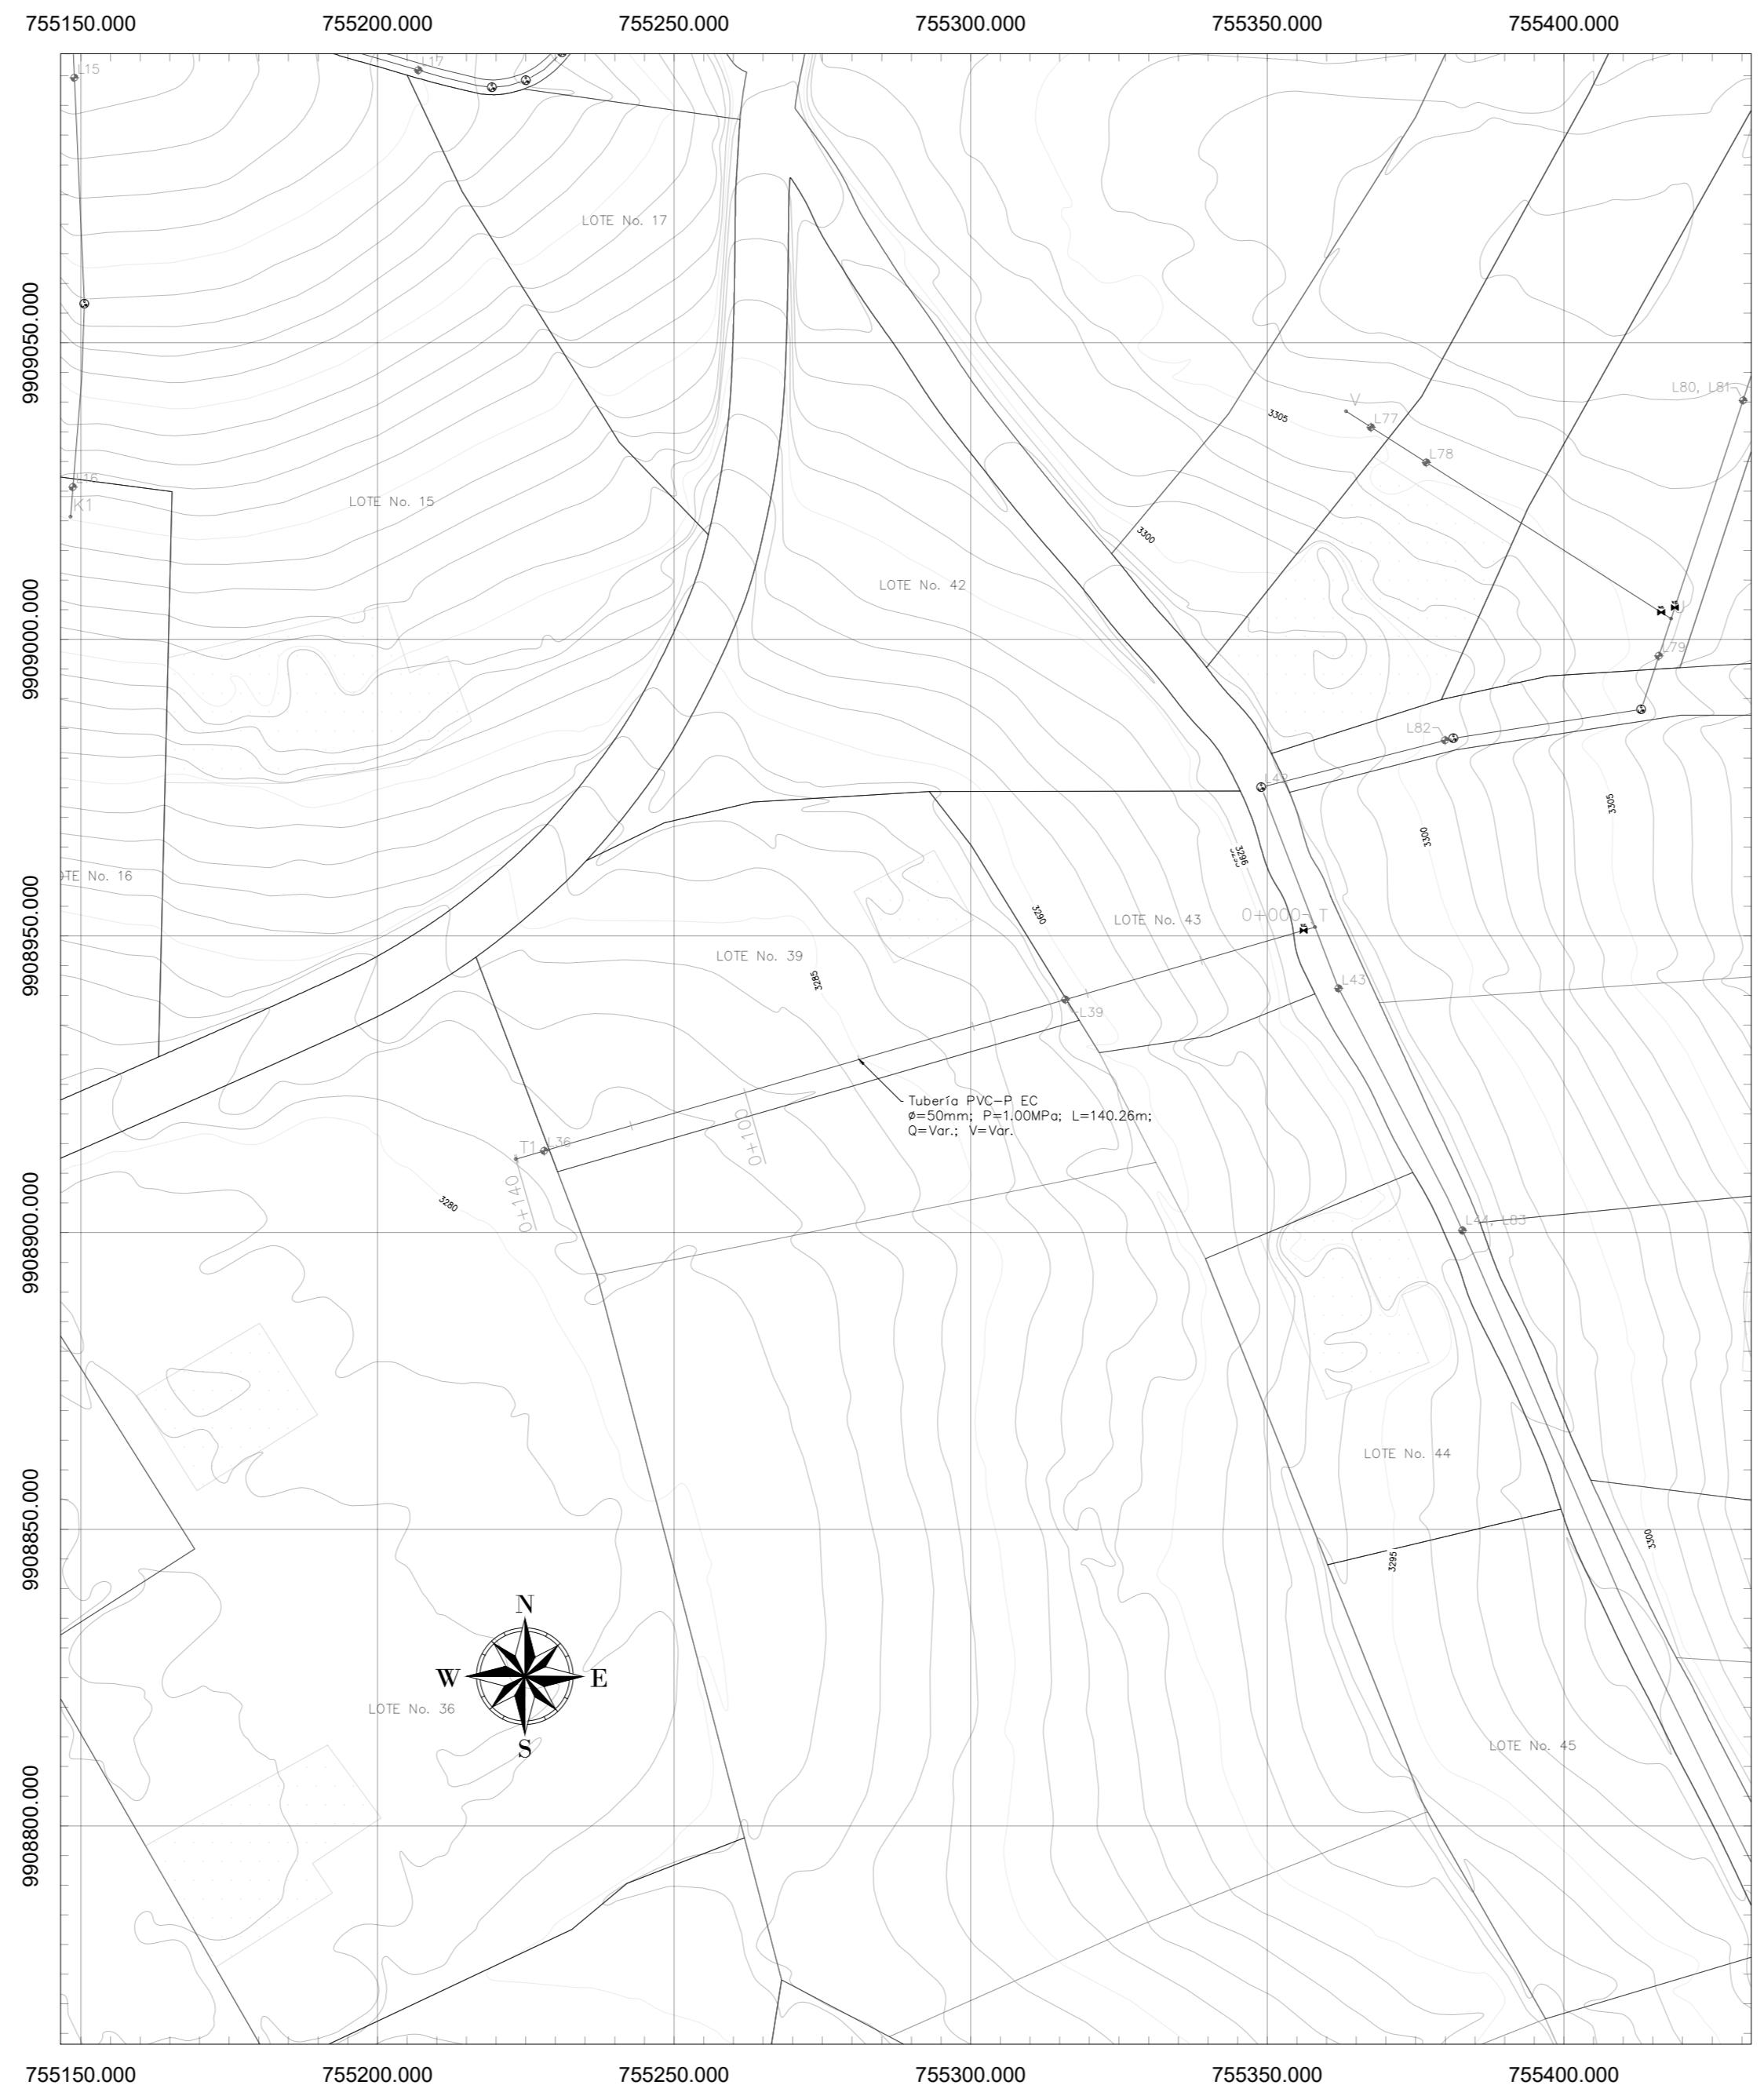 755150.000 755200.000 755250.000 755300.000 755350.000 755400.000
L15
L17
LOTE No. 17
9909050.000
L80, L81
V
L77
3305
L78
L16
K1
LOTE No. 15
3300
LOTE No. 42
9909000.000
L79
L82
L42
3305
3300
3296
LOTE No. 16
9908950.000
3290
LOTE No. 43
0+000 T
LOTE No. 39
3285
L43
L39
Tubería PVC-P EC
ø=50mm; P=1.00MPa; L=140.26m;
Q=Var.; V=Var.
0+100
T1
L36
0+140
3280
9908900.000
L44, L83
LOTE No. 44
9908850.000
3300
3295
N
W E
S
LOTE No. 36
LOTE No. 45
9908800.000
755150.000 755200.000 755250.000 755300.000 755350.000 755400.000